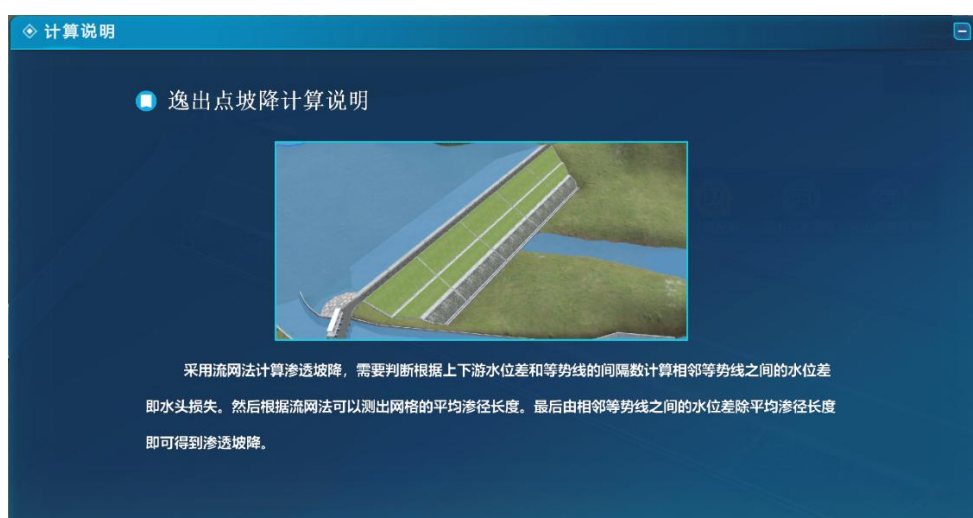 计算说明
逸出点坡降计算说明
采用流网法计算渗透坡降，需要判断根据上下游水位差和等势线的间隔数计算相邻等势线之间的水位差
即水头损失。然后根据流网法可以测出网格的平均渗径长度。最后由相邻等势线之间的水位差除平均渗径长度
即可得到渗透坡降。